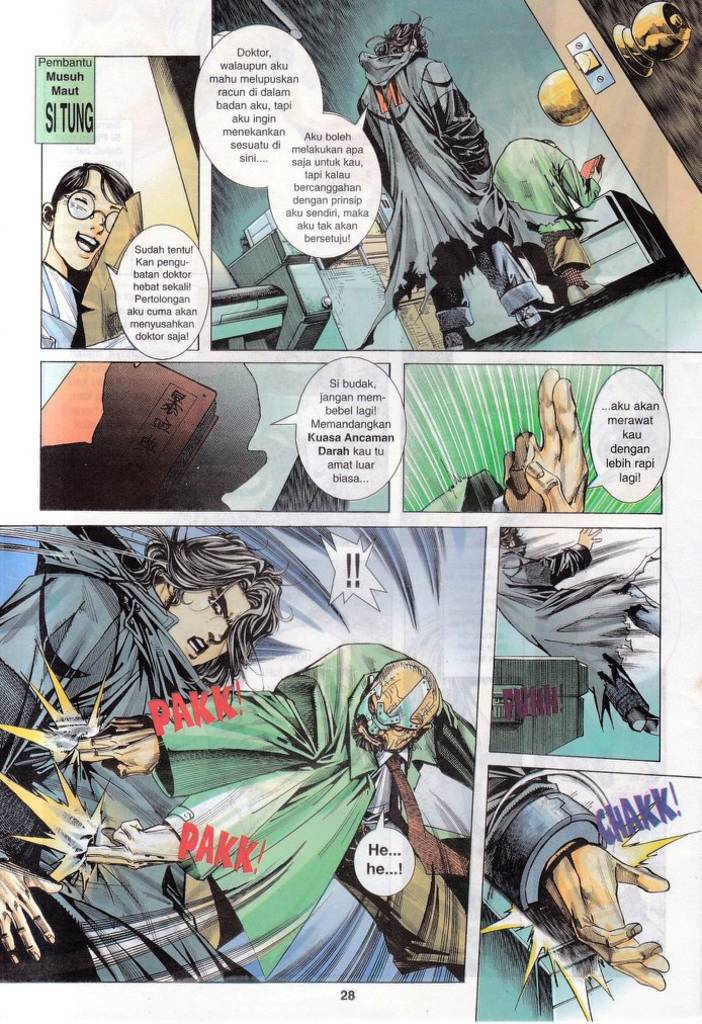 Pembantu
Musuh
Maut
SI TUNG
Sudah tentu!
Kan pengu-
batan doktor
hebat sekali!
Pertolongan
aku cuma akan
menyusahkan
doktor saja!
Doktor,
walaupun aku
mahu melupuskan
racun di dalam
badan aku, tapi
aku ingin
menekankan
sesuatu di
sini....
Aku boleh
melakukan apa
saja untuk kau,
tapi kalau
bercanggahan
dengan prinsip
aku sendiri, maka
aku tak akan
bersetuju!
Si budak,
jangan mem-
bebel lagi!
Memandangkan
Kuasa Ancaman
Darah kau tu
amat luar
biasa...
...aku akan
merawat
kau
dengan
lebih rapi
lagi!
!!
PAKK!
PAKK!
He...
he...!
CHAKK!
28